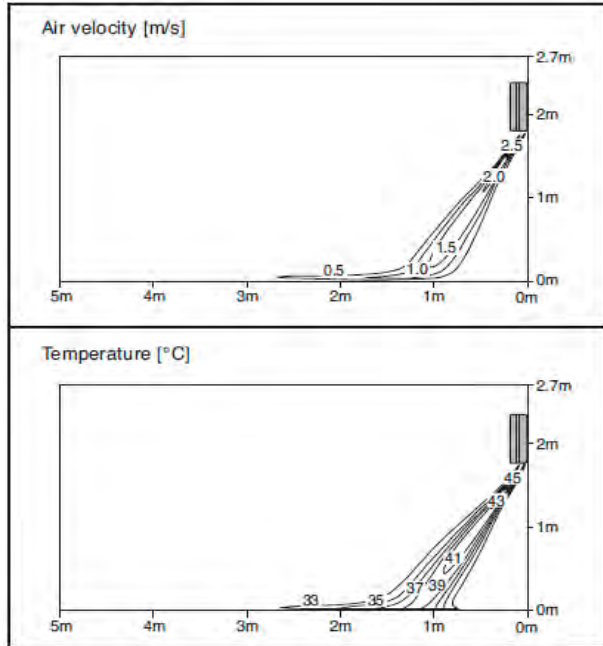 Air velocity [m/s]
2.7m
2m
2.5
2.0
1m
1.5
0.5
1.0
0m
5m 4m 3m 2m 1m 0m
Temperature [°C]
2.7m
2m
45
43
1m
41
37 39
33 35
0m
5m 4m 3m 2m 1m 0m